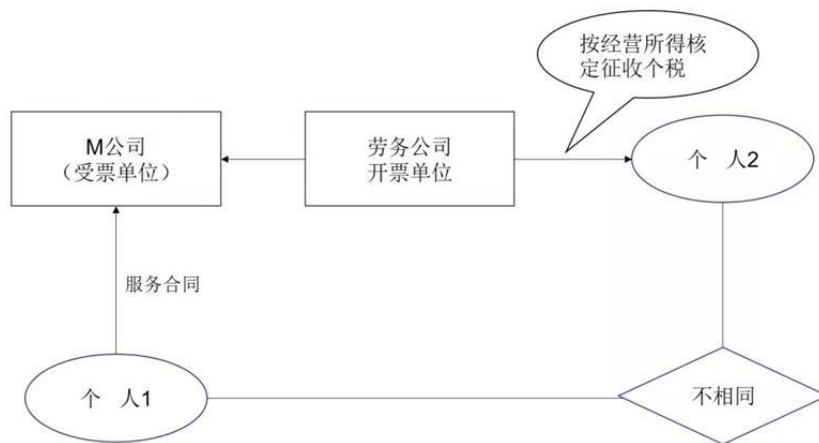 按经营所得核
定征收个税
M公司
（受票单位）
劳务公司
开票单位
个 人2
服务合同
个 人1
不相同